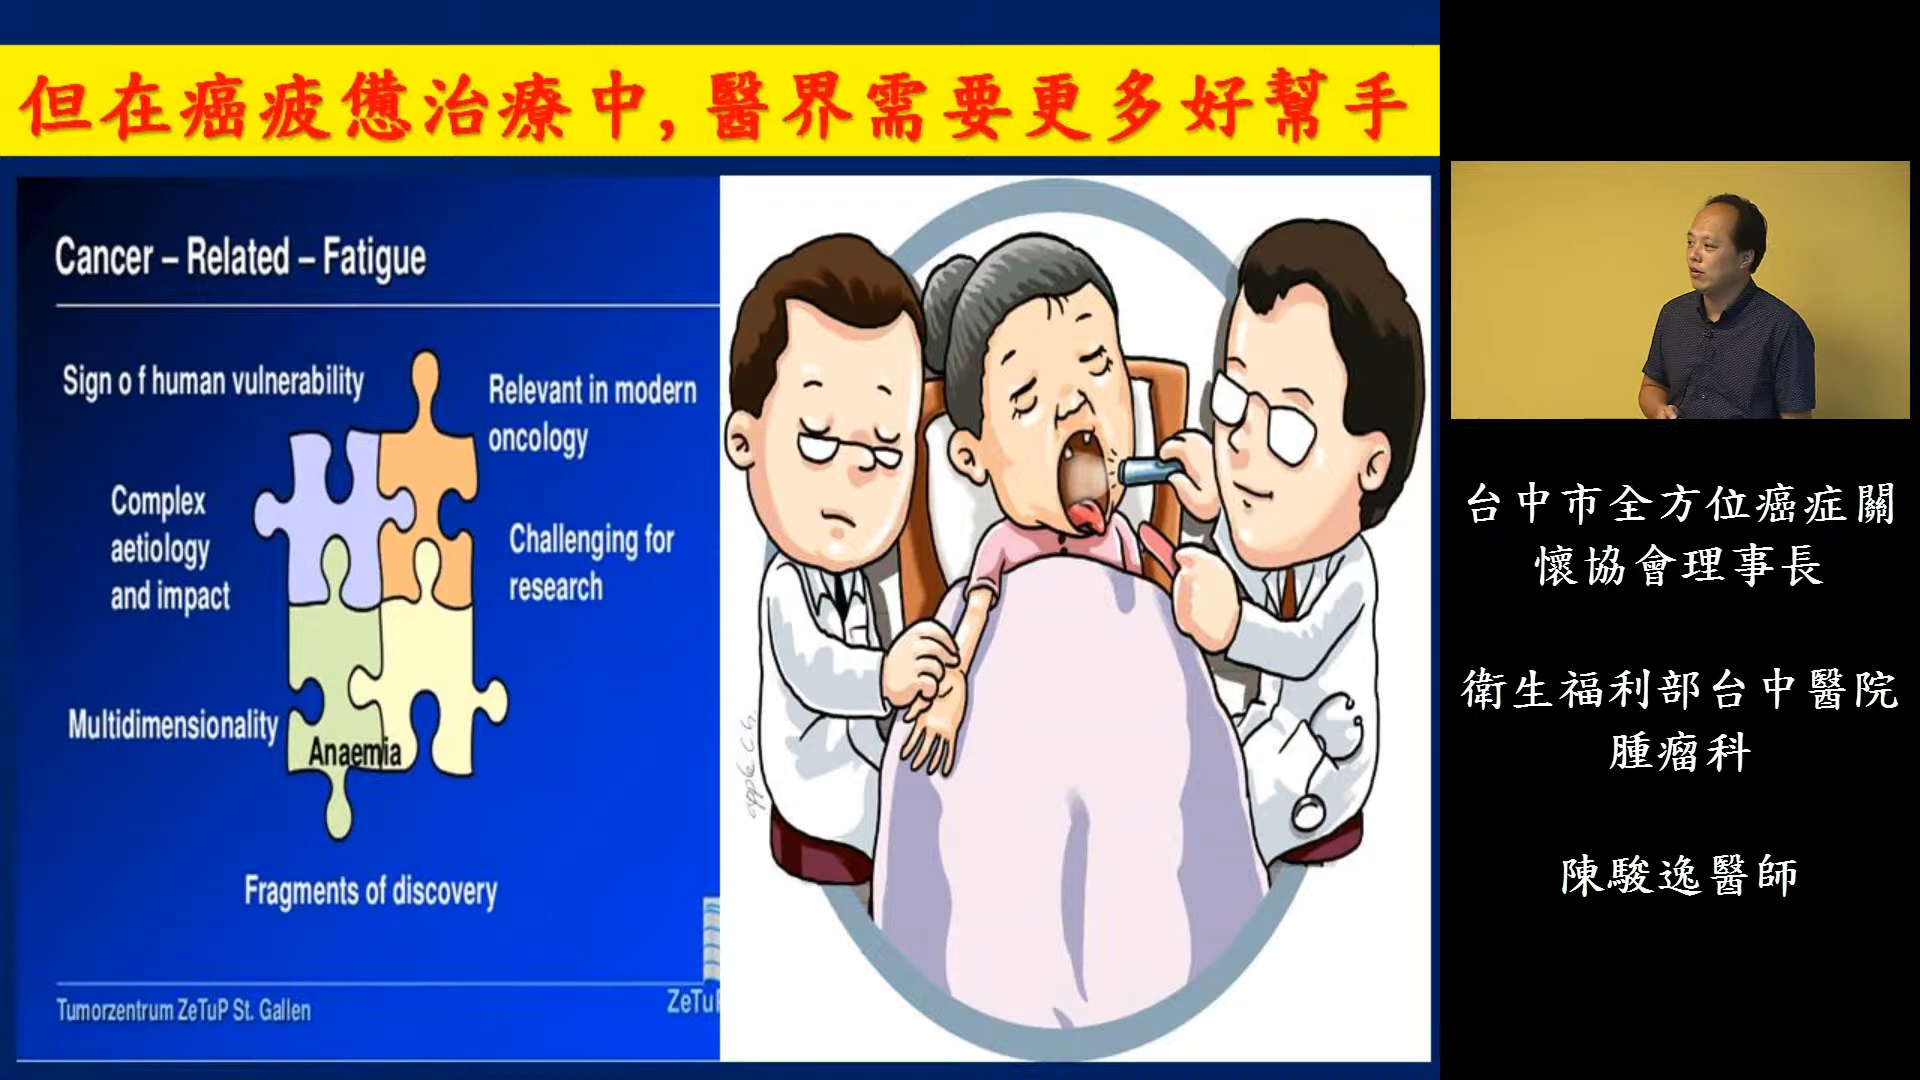 但在癌疲憊治療中,醫界需要更多好幫手
Cancer – Related – Fatigue
Sign o f human vulnerability
Relevant in modern
oncology
Complex
aetiology
and impact
Challenging for
research
Multidimensionality
Anaemia
Fragments of discovery
Tumorzentrum ZeTuP St. Gallen
ZeTuP
apple c.h.
台中市全方位癌症關
懷協會理事長
衛生福利部台中醫院
腫瘤科
陳駿逸醫師